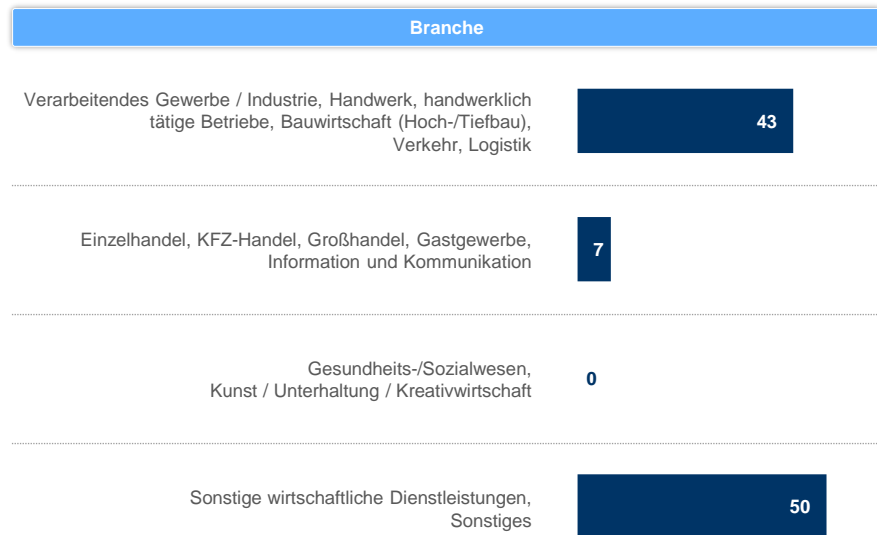 Branche
Verarbeitendes Gewerbe / Industrie, Handwerk, handwerklich
tätige Betriebe, Bauwirtschaft (Hoch-/Tiefbau),
Verkehr, Logistik
43
Einzelhandel, KFZ-Handel, Großhandel, Gastgewerbe,
Information und Kommunikation
7
Gesundheits-/Sozialwesen,
Kunst / Unterhaltung / Kreativwirtschaft
0
Sonstige wirtschaftliche Dienstleistungen,
Sonstiges
50